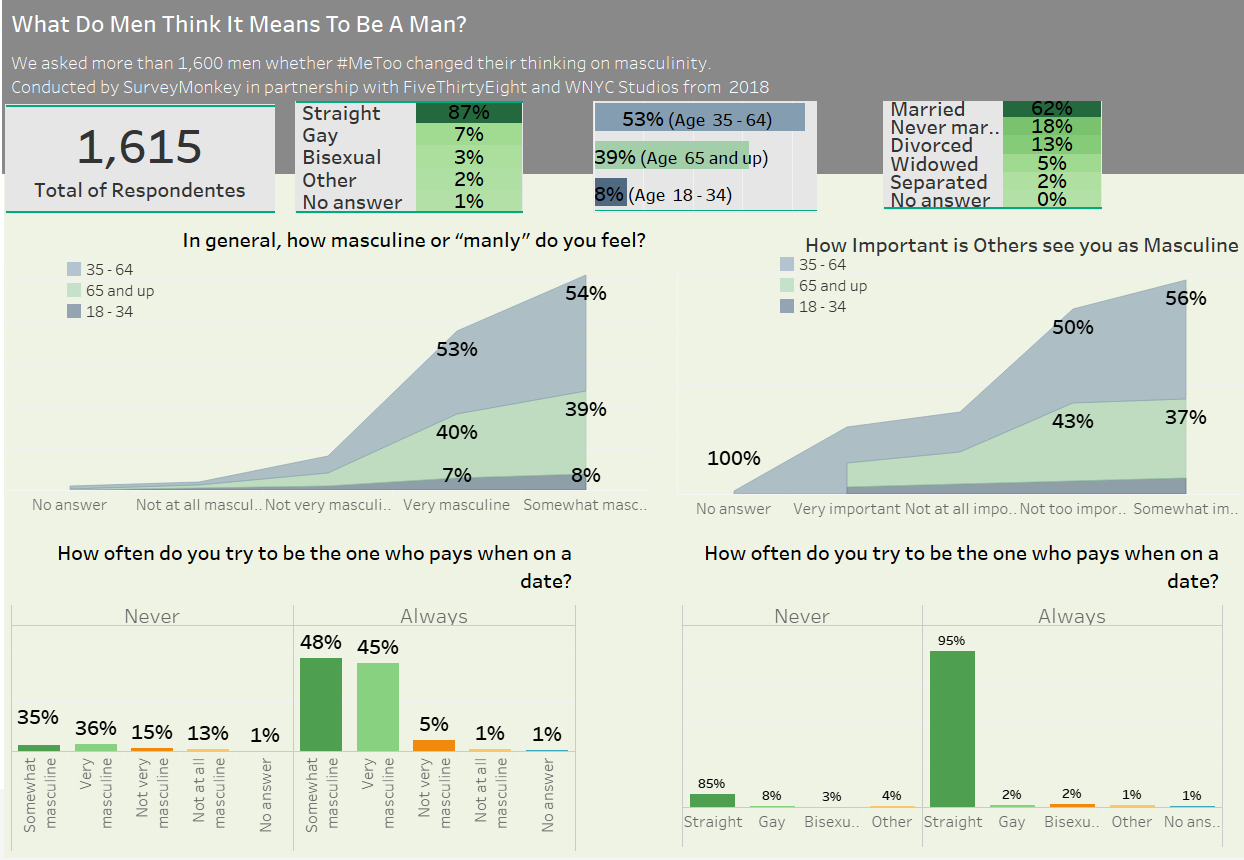 What Do Men Think It Means To Be A Man?
We asked more than 1,600 men whether #MeToo changed their thinking on masculinity.
Conducted by SurveyMonkey in partnership with FiveThirtyEight and WNYC Studios from 2018
1,615
Total of Respondentes
Straight 87%
Gay 7%
Bisexual 3%
Other 2%
No answer 1%
53% (Age 35 - 64)
39% (Age 65 and up)
8% (Age 18 - 34)
Married 62%
Never mar.. 18%
Divorced 13%
Widowed 5%
Separated 2%
No answer 0%
In general, how masculine or “manly” do you feel?
35 - 64
65 and up
18 - 34
54%
53%
39%
40%
7% 8%
No answer Not at all mascul.. Not very masculi.. Very masculine Somewhat masc..
How Important is Others see you as Masculine
35 - 64
65 and up
18 - 34
56%
50%
43% 37%
100%
No answer Very important Not at all impo.. Not too impor.. Somewhat im..
How often do you try to be the one who pays when on a
date?
Never Always
35% 36% 15% 13% 1% 48% 45% 5% 1% 1%
Somewhat
masculine
Very
masculine
Not very
masculine
Not at all
masculine
No answer
Somewhat
masculine
Very
masculine
Not very
masculine
Not at all
masculine
No answer
How often do you try to be the one who pays when on a
date?
Never Always
85% 8% 3% 4% 95% 2% 2% 1% 1%
Straight Gay Bisexu.. Other Straight Gay Bisexu.. Other No ans..